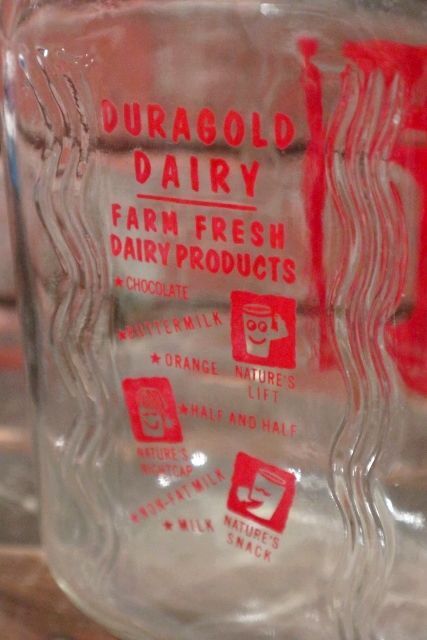 DURAGOLD
DAIRY
FARM FRESH
DAIRY PRODUCTS
★CHOCOLATE
★BUTTERMILK
★ORANGE
NATURE'S
LIFT
★HALF AND HALF
NATURE'S
NIGHTCAP
★NON-FAT MILK
★MILK
NATURE'S
SNACK